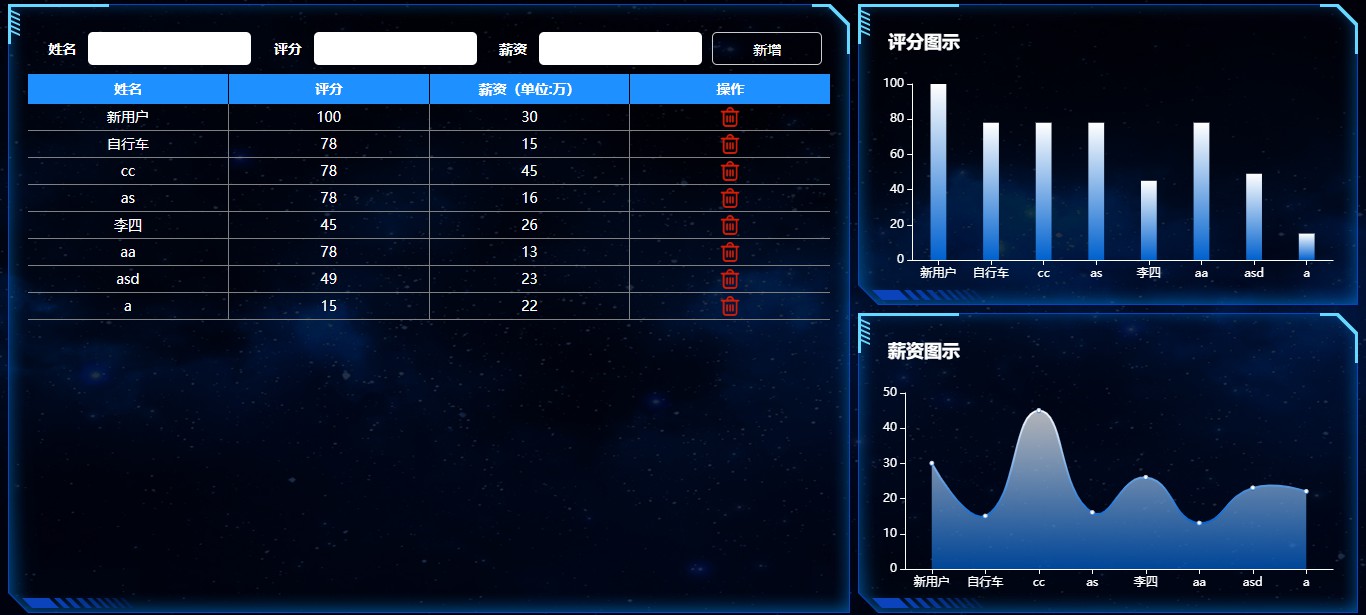 姓名 评分 薪资 新增
姓名 评分 薪资（单位:万） 操作
新用户 100 30
自行车 78 15
cc 78 45
as 78 16
李四 45 26
aa 78 13
asd 49 23
a 15 22
评分图示
100
80
60
40
20
0
新用户 自行车 cc as 李四 aa asd a
薪资图示
50
40
30
20
10
0
新用户 自行车 cc as 李四 aa asd a